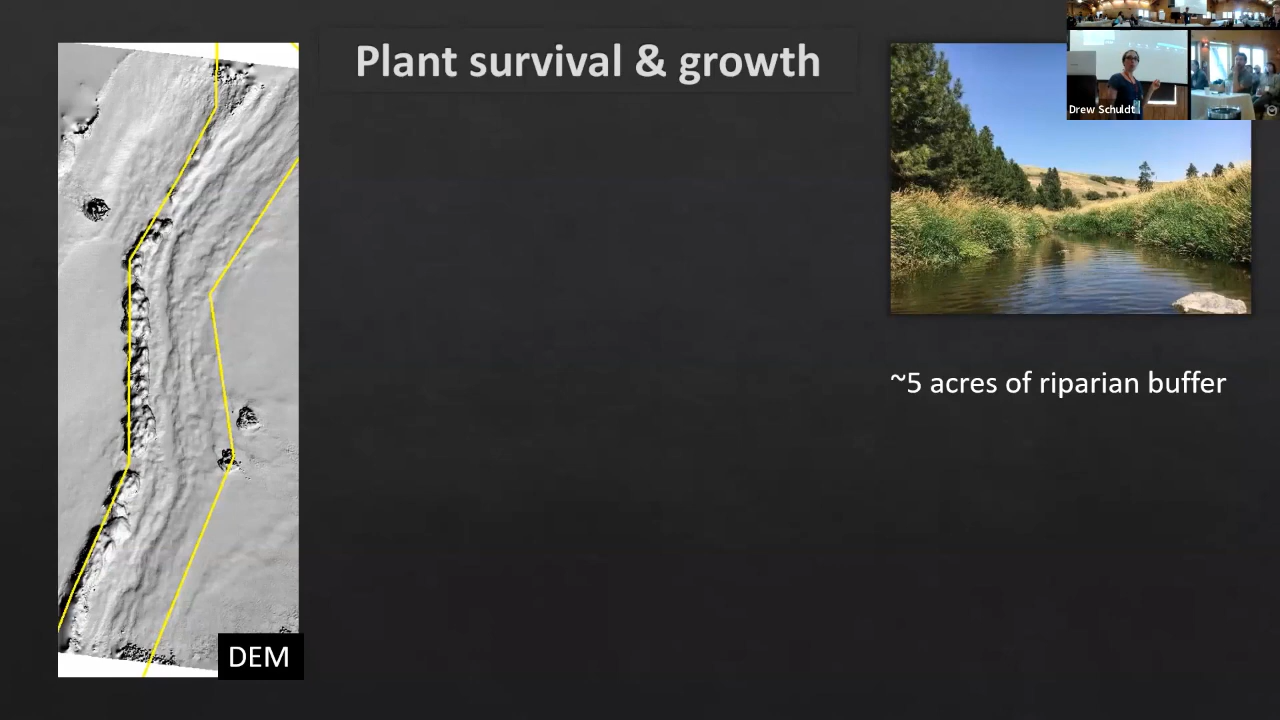 Plant survival & growth
Drew Schuldt
~5 acres of riparian buffer
DEM